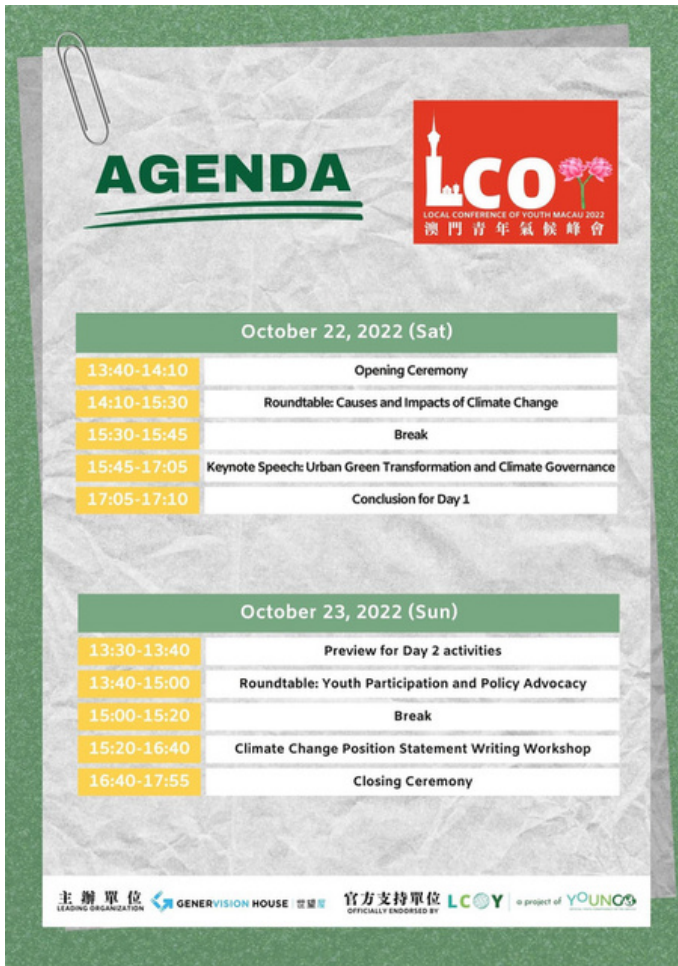 AGENDA
LCO
LOCAL CONFERENCE OF YOUTH MACAU 2022
澳門青年氣候峰會
October 22, 2022 (Sat)
13:40-14:10 Opening Ceremony
14:10-15:30 Roundtable: Causes and Impacts of Climate Change
15:30-15:45 Break
15:45-17:05 Keynote Speech: Urban Green Transformation and Climate Governance
17:05-17:10 Conclusion for Day 1
October 23, 2022 (Sun)
13:30-13:40 Preview for Day 2 activities
13:40-15:00 Roundtable: Youth Participation and Policy Advocacy
15:00-15:20 Break
15:20-16:40 Climate Change Position Statement Writing Workshop
16:40-17:55 Closing Ceremony
主辦單位 GENERVISION HOUSE 世望屋 官方支持單位 LCOY a project of YOUNGO
LEADING ORGANIZATION OFFICIALLY ENDORSED BY